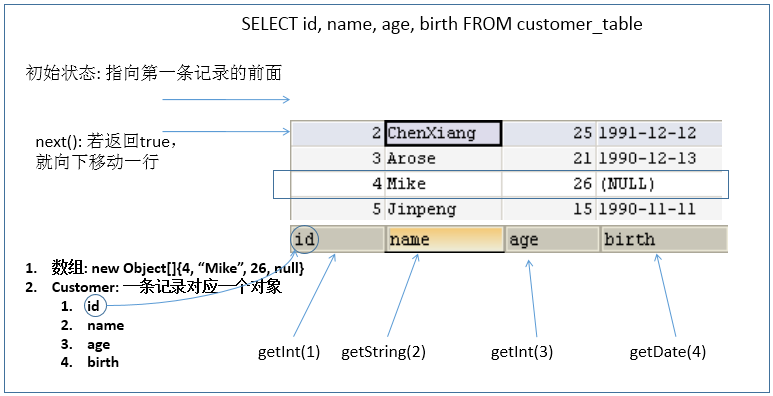 SELECT id, name, age, birth FROM customer_table
初始状态: 指向第一条记录的前面
next(): 若返回true，
就向下移动一行
2 ChenXiang 25 1991-12-12
3 Arose 21 1990-12-13
4 Mike 26 (NULL)
5 Jinpeng 15 1990-11-11
id name age birth
1. 数组: new Object[]{4, “Mike”, 26, null}
2. Customer: 一条记录对应一个对象
1. id
2. name
3. age
4. birth
getInt(1) getString(2) getInt(3) getDate(4)